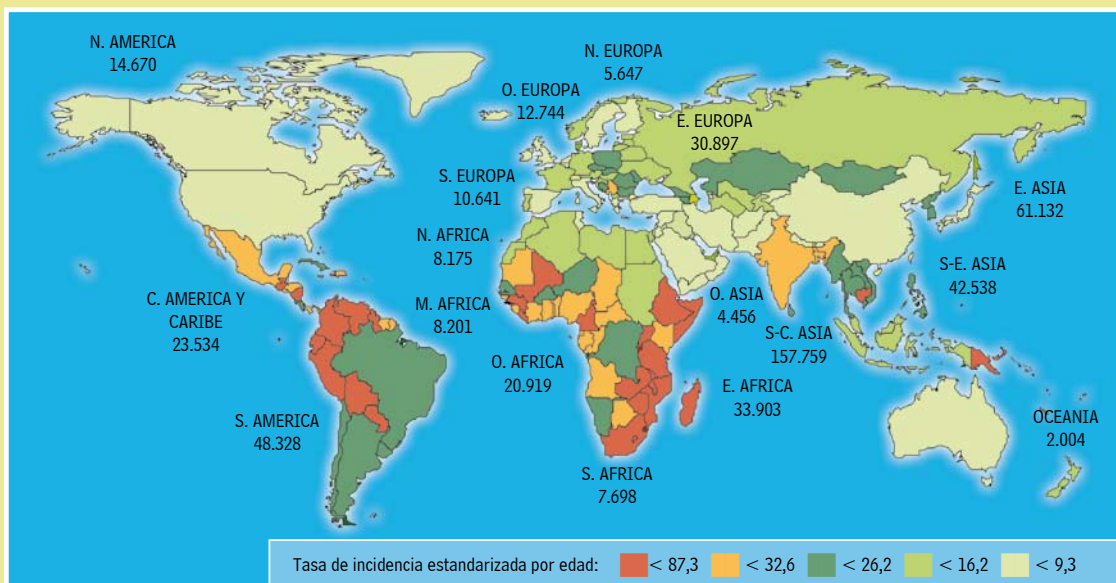 N. AMERICA
14.670
N. EUROPA
5.647
O. EUROPA
12.744
E. EUROPA
30.897
S. EUROPA
10.641
E. ASIA
61.132
N. AFRICA
8.175
S-E. ASIA
42.538
C. AMERICA Y
CARIBE
23.534
M. AFRICA
8.201
O. ASIA
4.456
S-C. ASIA
157.759
O. AFRICA
20.919
E. AFRICA
33.903
S. AMERICA
48.328
OCEANIA
2.004
S. AFRICA
7.698
Tasa de incidencia estandarizada por edad: < 87,3 < 32,6 < 26,2 < 16,2 < 9,3